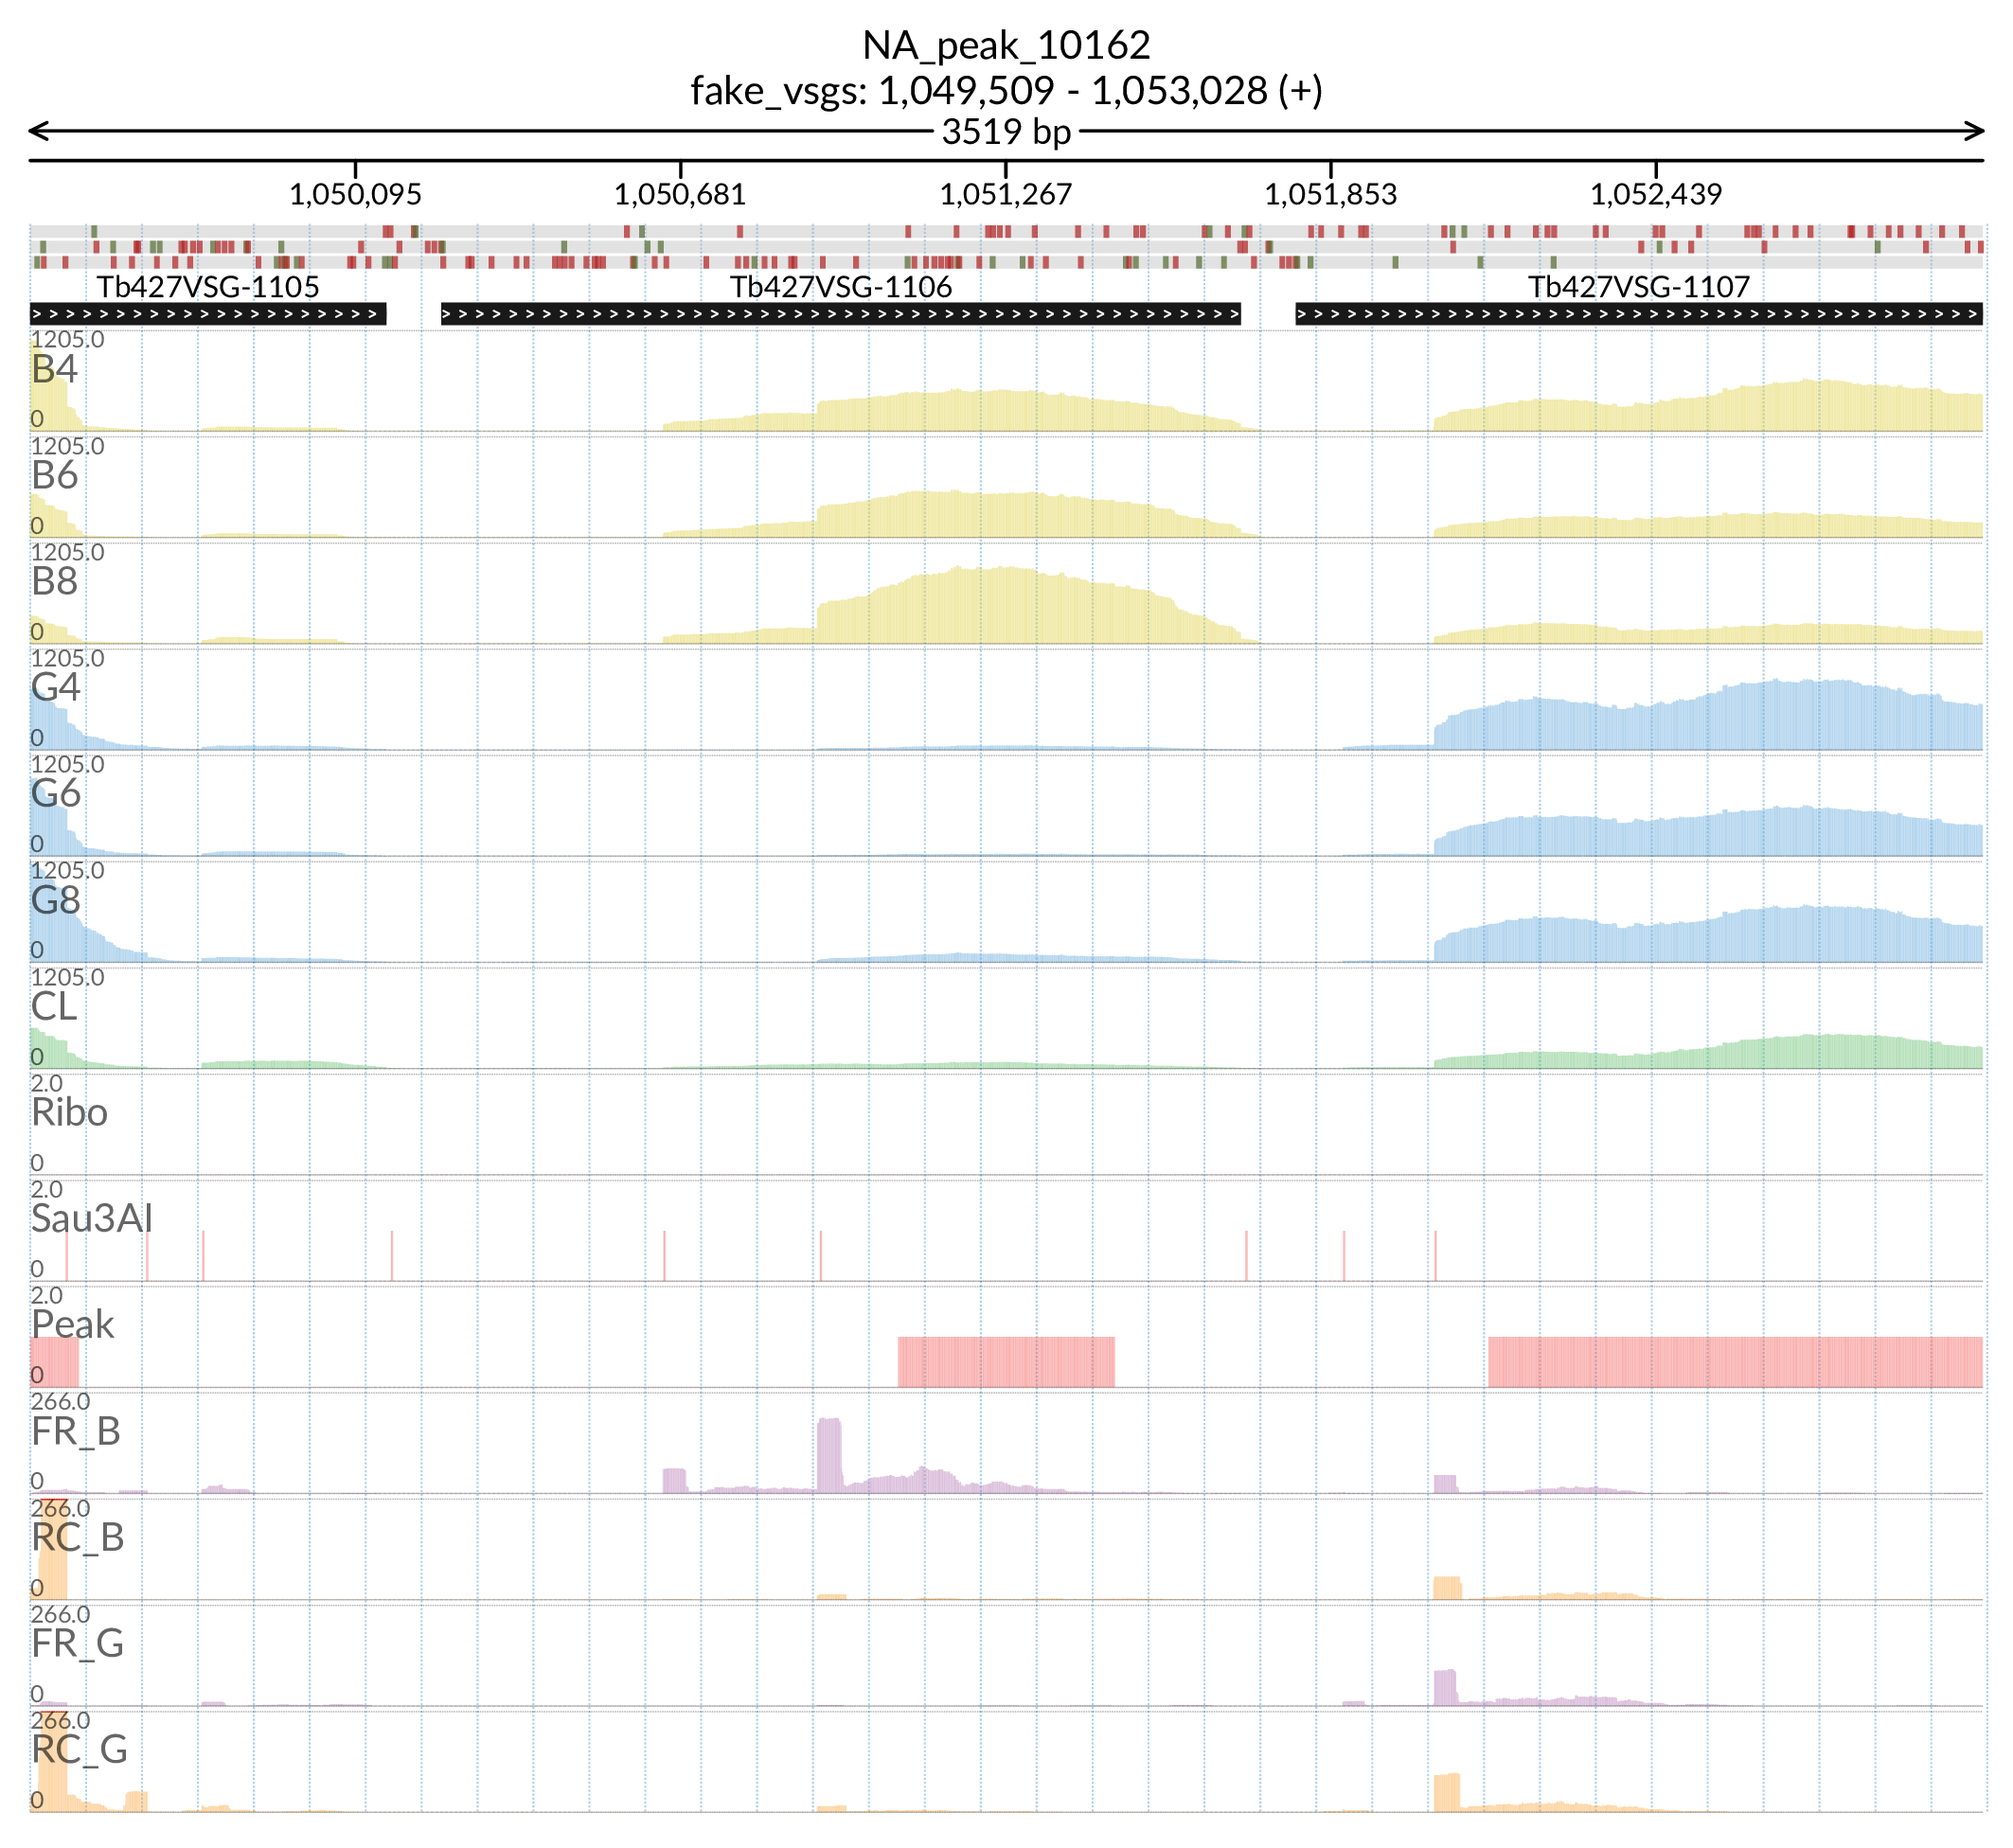 NA_peak_10162
fake_vsgs: 1,049,509 - 1,053,028 (+)
3519 bp
1,050,095 1,050,681 1,051,267 1,051,853 1,052,439
Tb427VSG-1105 Tb427VSG-1106 Tb427VSG-1107
1205.0
B4
0
1205.0
B6
0
1205.0
B8
0
1205.0
G4
0
1205.0
G6
0
1205.0
G8
0
1205.0
CL
0
2.0
Ribo
0
2.0
Sau3AI
0
2.0
Peak
0
266.0
FR_B
0
266.0
RC_B
0
266.0
FR_G
0
266.0
RC_G
0